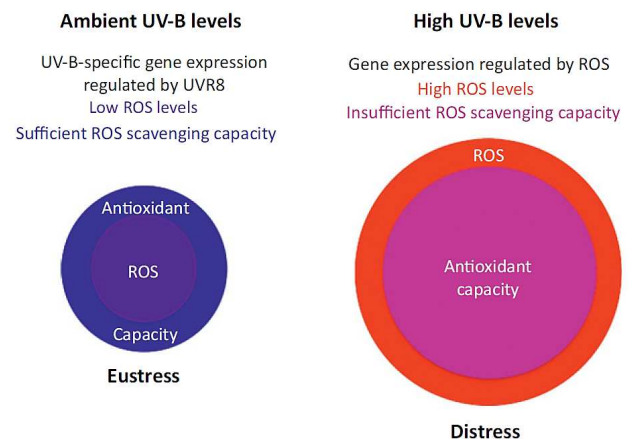 Ambient UV-B levels
UV-B-specific gene expression
regulated by UVR8
Low ROS levels
Sufficient ROS scavenging capacity
Antioxidant
ROS
Capacity
Eustress
High UV-B levels
Gene expression regulated by ROS
High ROS levels
Insufficient ROS scavenging capacity
ROS
Antioxidant
capacity
Distress